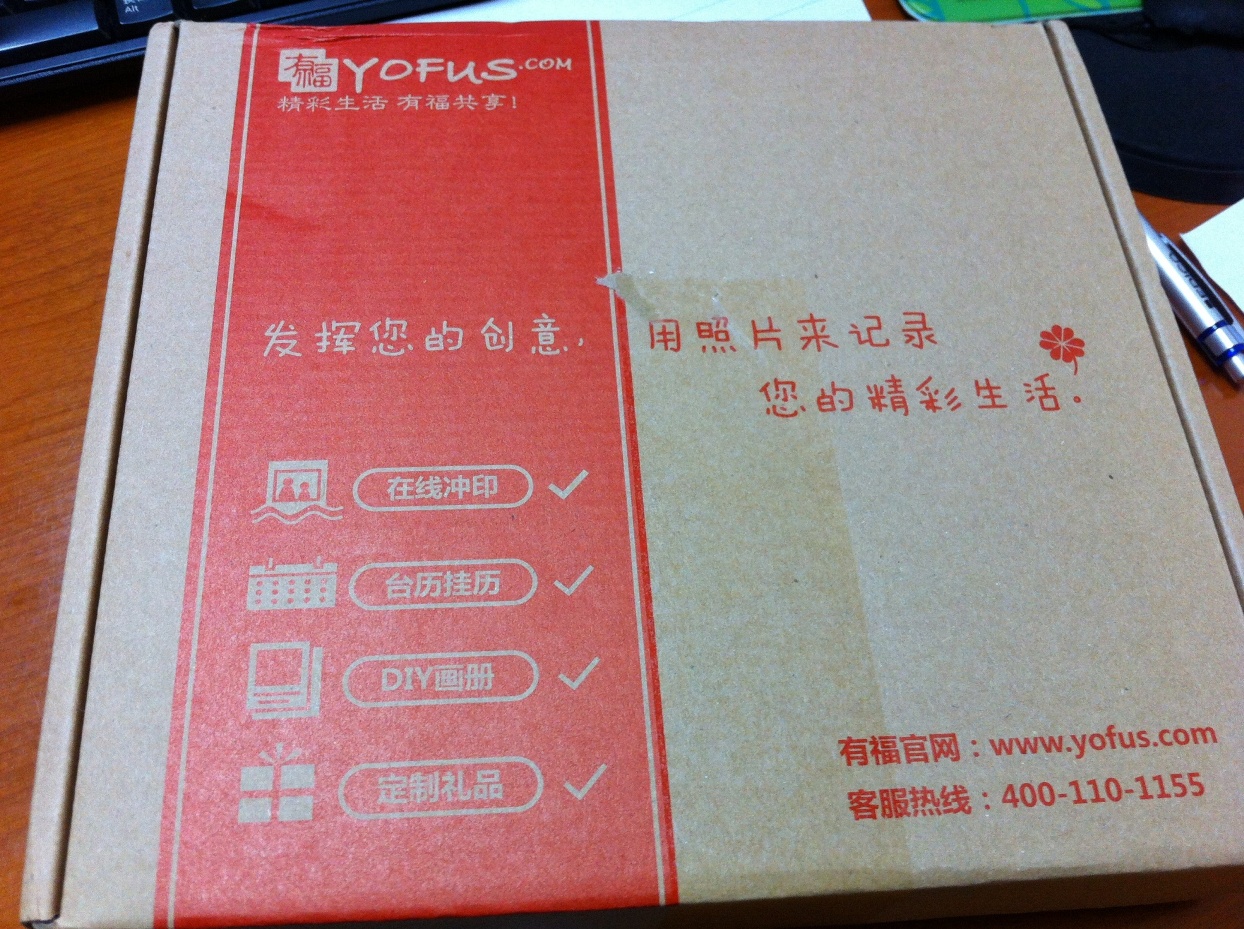 有福 YOFUS.COM
精彩生活 有福共享!
发挥您的创意, 用照片来记录
您的精彩生活。
在线冲印
台历挂历
DIY画册
定制礼品
有福官网:www.yofus.com
客服热线:400-110-1155
Alt